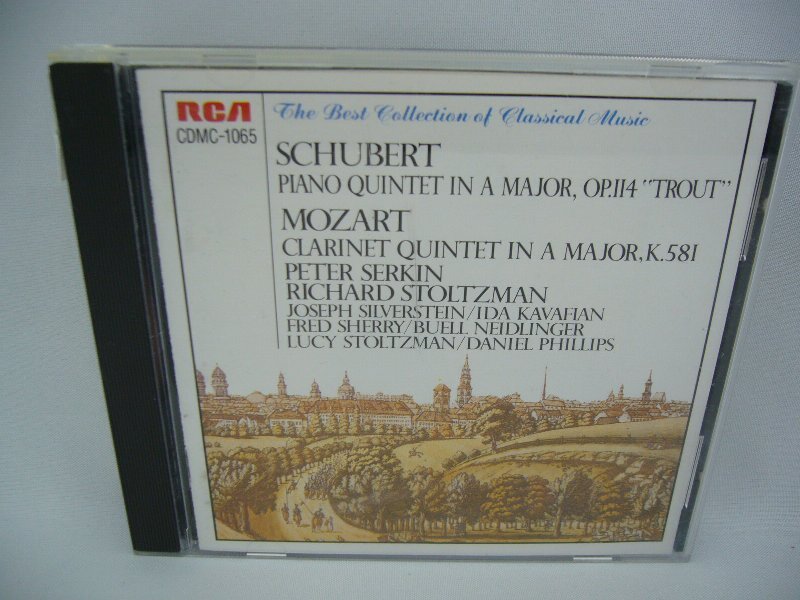 RCA
CDMC-1065
The Best Collection of Classical Music
SCHUBERT
PIANO QUINTET IN A MAJOR, OP.114 "TROUT"
MOZART
CLARINET QUINTET IN A MAJOR, K.581
PETER SERKIN
RICHARD STOLTZMAN
JOSEPH SILVERSTEIN/IDA KAVAFIAN
FRED SHERRY/BUELL NEIDLINGER
LUCY STOLTZMAN/DANIEL PHILLIPS